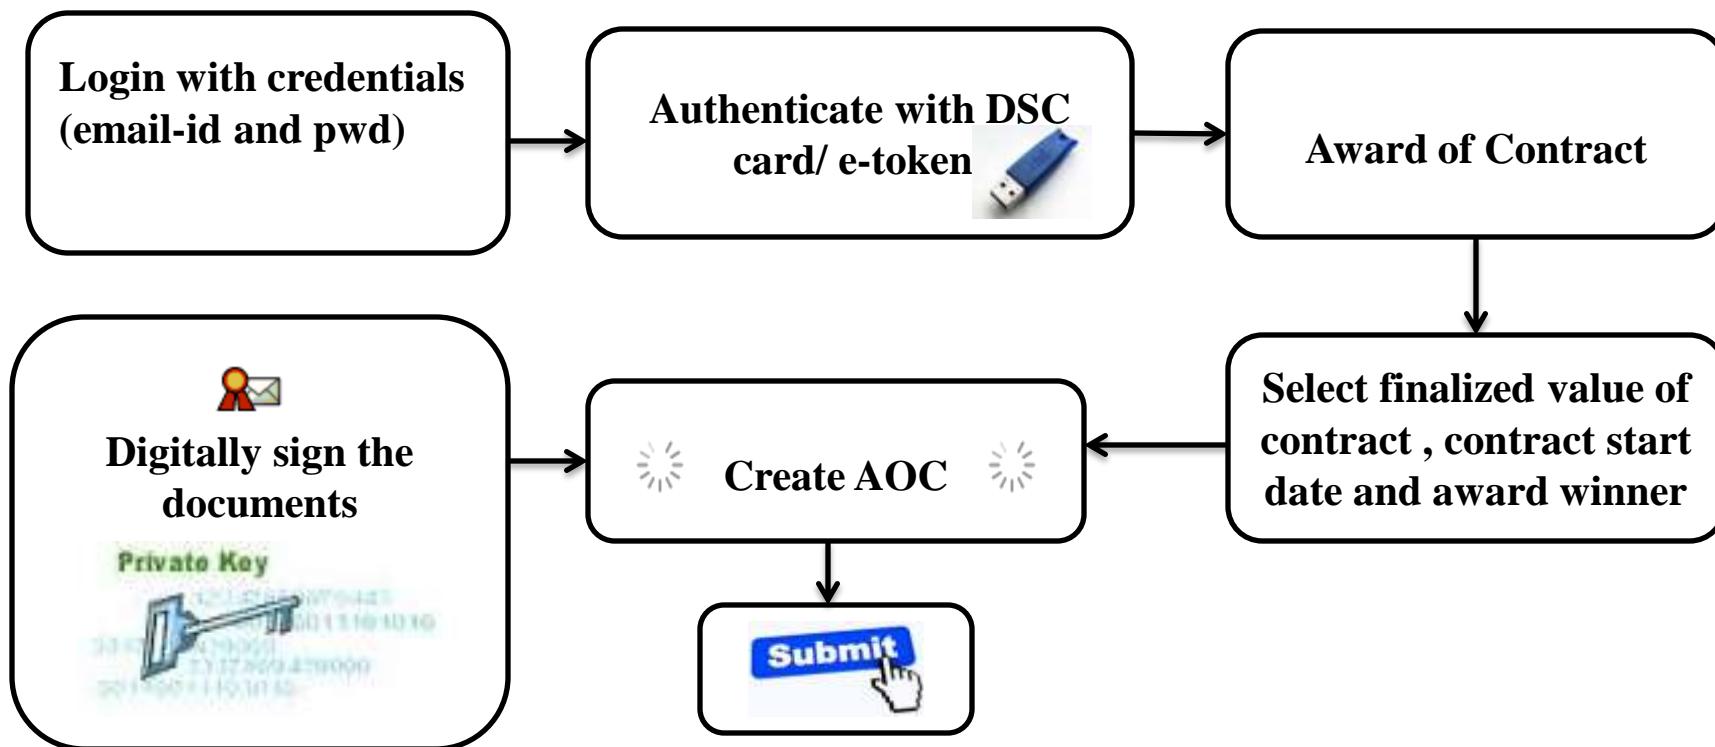 Login with credentials
(email-id and pwd)
Authenticate with DSC
card/ e-token
Award of Contract
Select finalized value of
contract , contract start
date and award winner
Create AOC
Digitally sign the
documents
Private Key
Submit